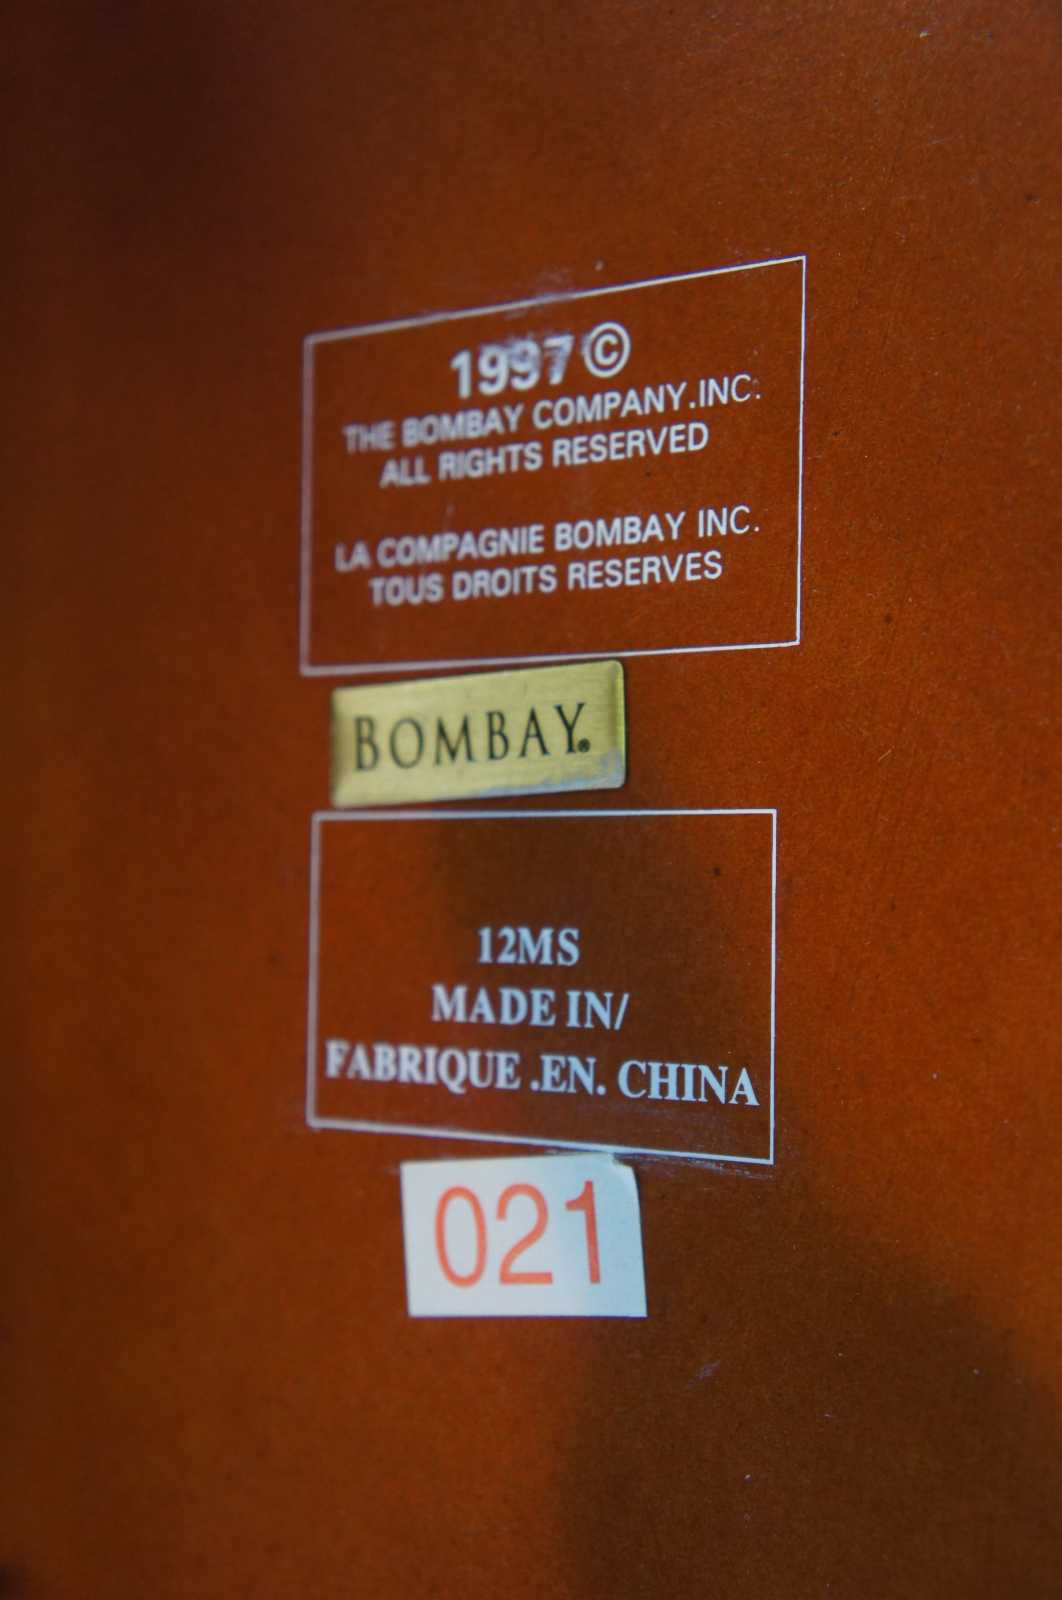 1997 ©
THE BOMBAY COMPANY.INC.
ALL RIGHTS RESERVED
LA COMPAGNIE BOMBAY INC.
TOUS DROITS RESERVES
BOMBAY®
12MS
MADE IN/
FABRIQUE .EN. CHINA
021